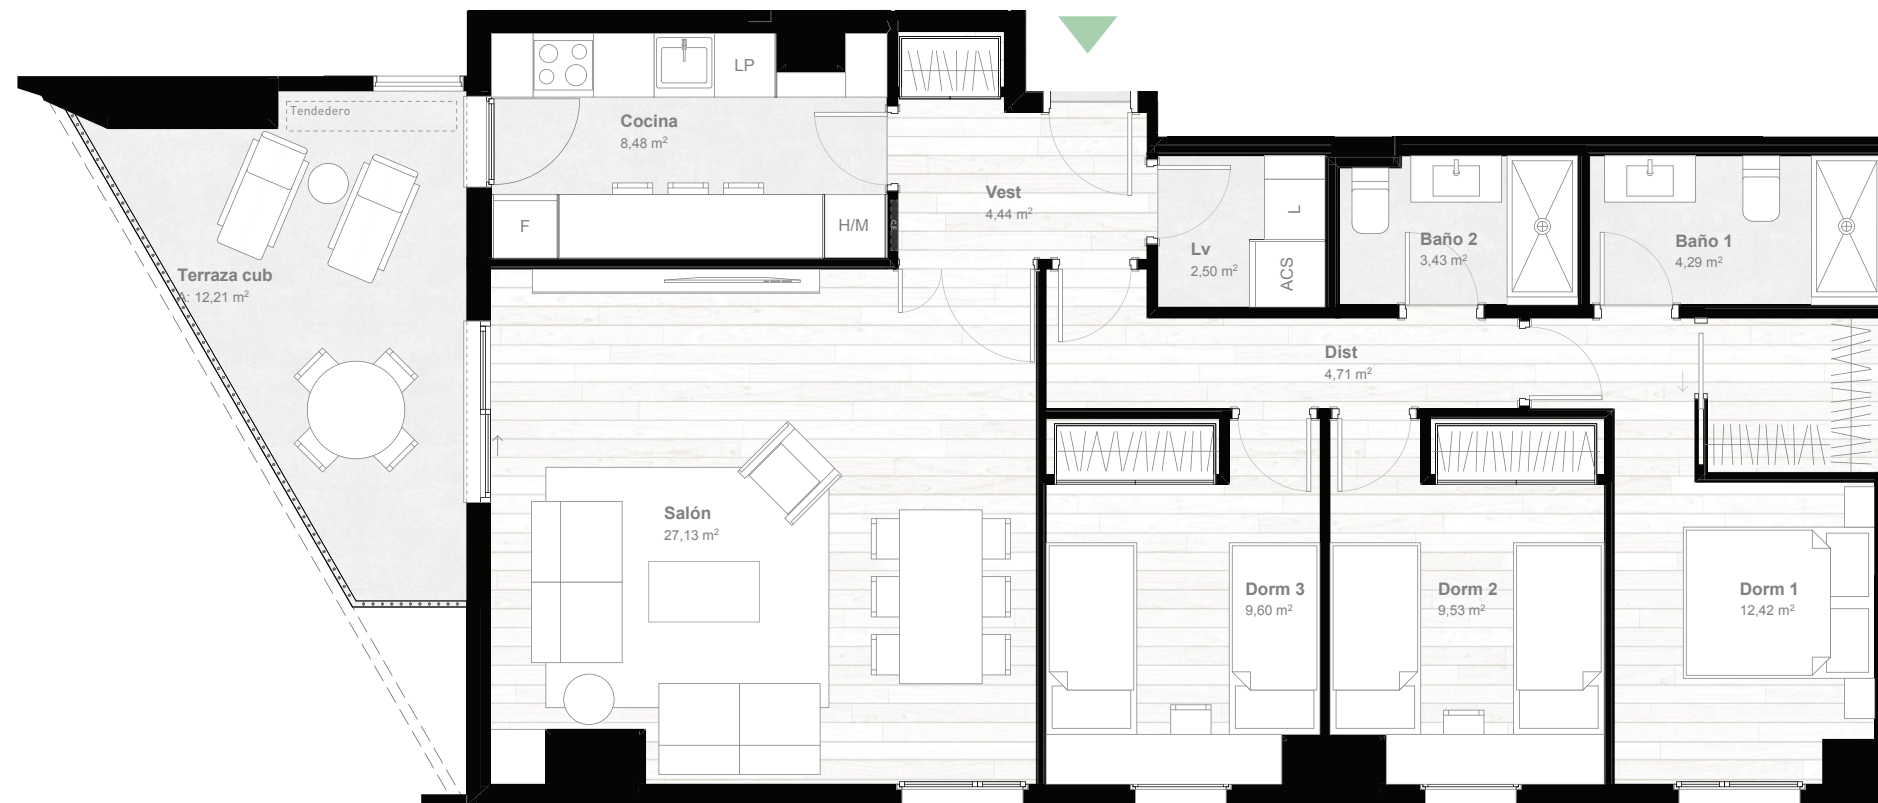 LP
Tendedero
Cocina
8,48 m²
Vest
4,44 m²
F
H/M
C.E
L
Lv
2,50 m²
ACS
Baño 2
3,43 m²
Baño 1
4,29 m²
Terraza cub
A: 12,21 m²
Dist
4,71 m²
Salón
27,13 m²
Dorm 3
9,60 m²
Dorm 2
9,53 m²
Dorm 1
12,42 m²